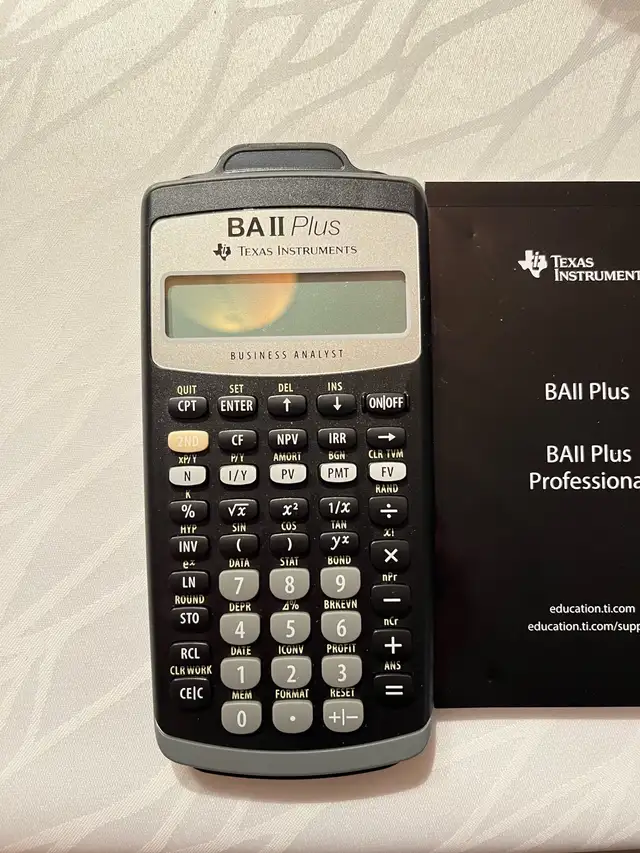 BA II Plus
TEXAS INSTRUMENTS
BUSINESS ANALYST
QUIT SET DEL INS
CPT ENTER ↑ ↓ ON|OFF
2ND CF NPV IRR →
xP/Y P/Y AMORT BGN CLR TVM
N I/Y PV PMT FV
K RAND
% √x x² 1/x ÷
HYP SIN COS TAN x!
INV ( ) yˣ ×
eˣ DATA STAT BOND nPr
LN 7 8 9 −
ROUND DEPR Δ% BRKEVN nCr
STO 4 5 6 +
DATE ICONV PROFIT ANS
RCL 1 2 3 =
CLR WORK MEM FORMAT RESET
CE|C 0 . +|−
TEXAS
INSTRUMENT
BAII Plus
BAII Plus
Professiona
education.ti.com
education.ti.com/supp